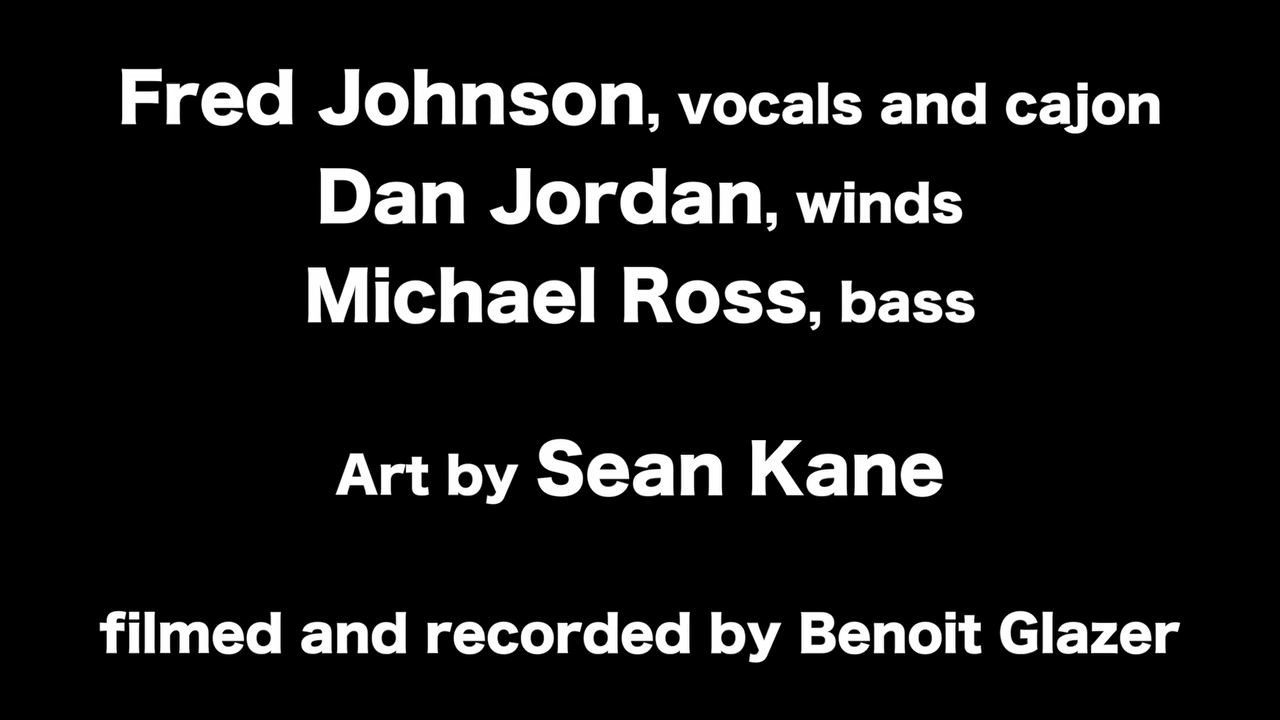 Fred Johnson, vocals and cajon
Dan Jordan, winds
Michael Ross, bass
Art by Sean Kane
filmed and recorded by Benoit Glazer